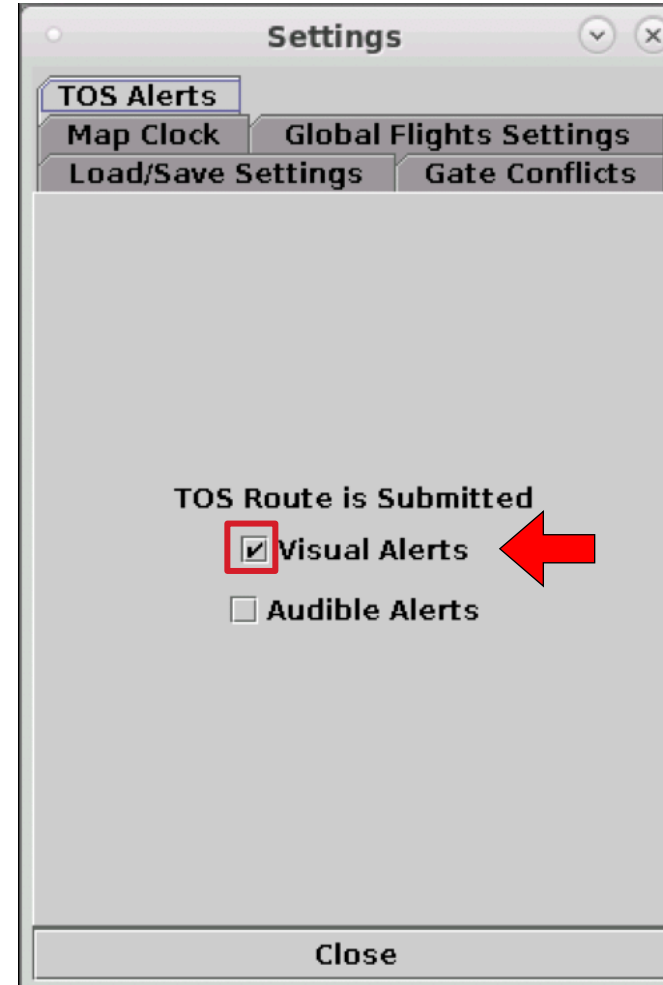 Settings
TOS Alerts
Map Clock Global Flights Settings
Load/Save Settings Gate Conflicts
TOS Route is Submitted
Visual Alerts
Audible Alerts
Close